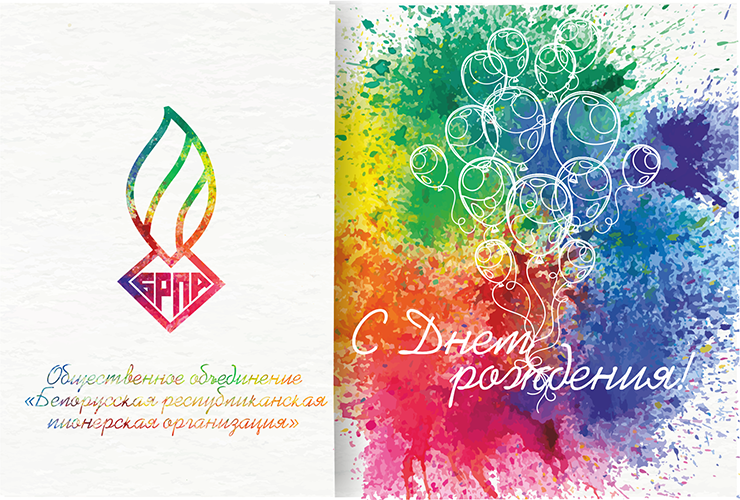 БРПО
Общественное объединение
«Белорусская республиканская
пионерская организация»
С Днем
рождения!